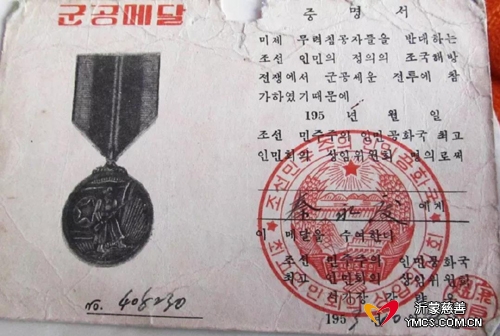 군공메달
증명서
미제 무력침공자들을 반대하는
조선 인민의 정의의 조국해방
전쟁에서 군공세운 전투에 참
가하였기때문에
195 년 월 일
조선 민주주의 인민공화국 최고
인민회의 상임위원회 명의로써
에게
이 메달을 수여한다
조선 민주주의 인민공화국
최고 인민회의 상임위원회
195
No. 408230
沂蒙慈善
YMCS.COM.CN